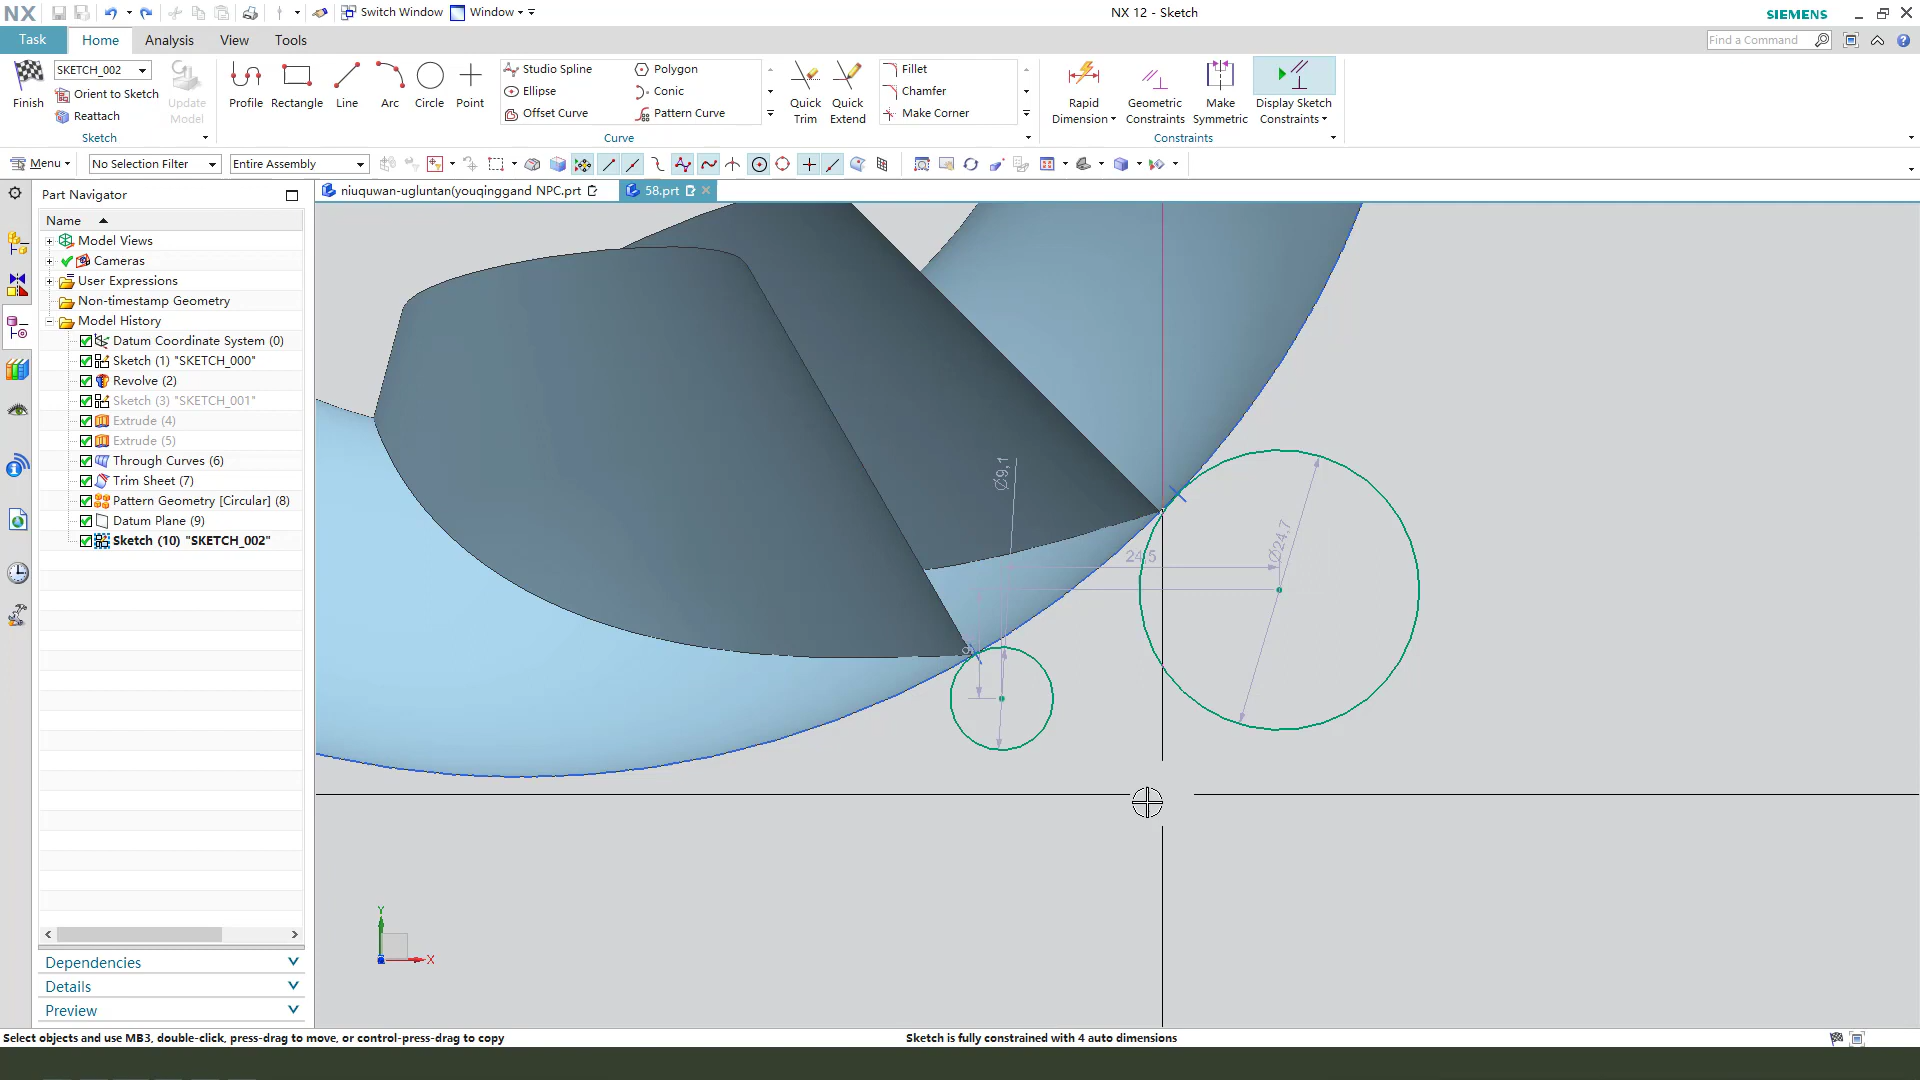 NX
Switch Window
Window
NX 12 - Sketch
SIEMENS
Task
Home
Analysis
View
Tools
Find a Command
Finish
SKETCH_002
Orient to Sketch
Reattach
Update
Model
Sketch
Profile
Rectangle
Line
Arc
Circle
Point
Studio Spline
Ellipse
Offset Curve
Polygon
Conic
Pattern Curve
Curve
Quick
Trim
Quick
Extend
Fillet
Chamfer
Make Corner
Rapid
Dimension
Geometric
Constraints
Make
Symmetric
Display Sketch
Constraints
Constraints
Menu
No Selection Filter
Entire Assembly
Part Navigator
niuquwan-ugluntan(youqinggand NPC.prt
58.prt
Name
Model Views
Cameras
User Expressions
Non-timestamp Geometry
Model History
Datum Coordinate System (0)
Sketch (1) "SKETCH_000"
Revolve (2)
Sketch (3) "SKETCH_001"
Extrude (4)
Extrude (5)
Through Curves (6)
Trim Sheet (7)
Pattern Geometry [Circular] (8)
Datum Plane (9)
Sketch (10) "SKETCH_002"
Ø9,1
24,5
Ø24,7
Y
X
Dependencies
Details
Preview
Select objects and use MB3, double-click, press-drag to move, or control-press-drag to copy
Sketch is fully constrained with 4 auto dimensions